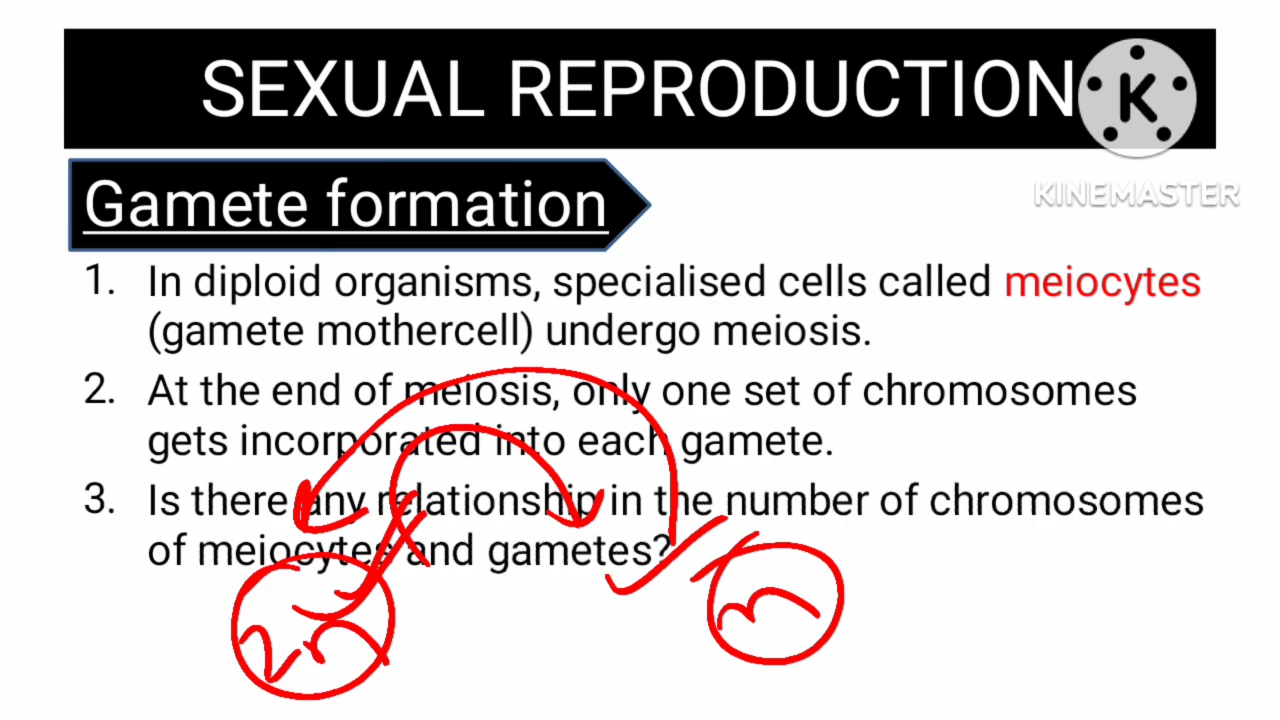 SEXUAL REPRODUCTION
K
KINEMASTER
Gamete formation
1. In diploid organisms, specialised cells called meiocytes
(gamete mothercell) undergo meiosis.
2. At the end of meiosis, only one set of chromosomes
gets incorporated into each gamete.
3. Is there any relationship in the number of chromosomes
of meiocytes and gametes?
2n
n